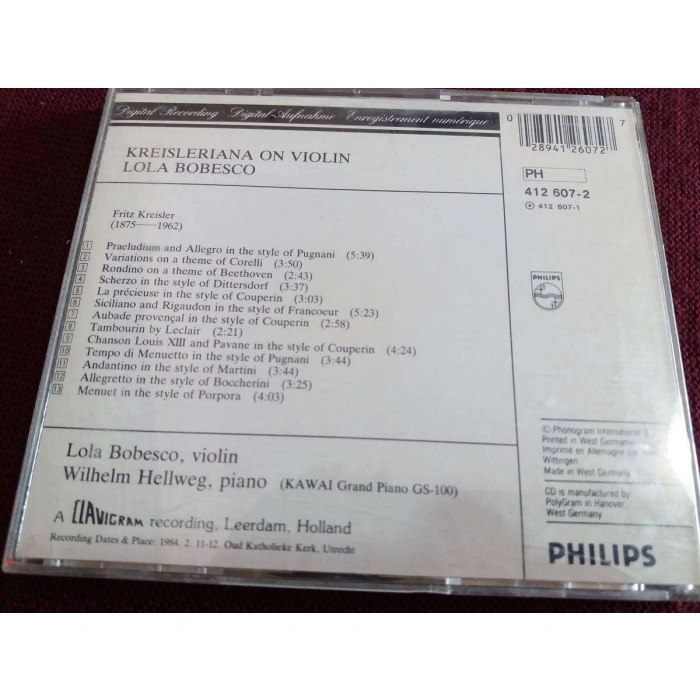 Digital Recording · Digital-Aufnahme · Enregistrement numérique
KREISLERIANA ON VIOLIN
LOLA BOBESCO
Fritz Kreisler
(1875——1962)
1 Praeludium and Allegro in the style of Pugnani (5:39)
2 Variations on a theme of Corelli (3:50)
3 Rondino on a theme of Beethoven (2:43)
4 Scherzo in the style of Dittersdorf (3:37)
5 La précieuse in the style of Couperin (3:03)
6 Siciliano and Rigaudon in the style of Francoeur (5:23)
7 Aubade provençal in the style of Couperin (2:58)
8 Tambourin by Leclair (2:21)
9 Chanson Louis XIII and Pavane in the style of Couperin (4:24)
10 Tempo di Menuetto in the style of Pugnani (3:44)
11 Andantino in the style of Martini (3:44)
12 Allegretto in the style of Boccherini (3:25)
13 Menuet in the style of Porpora (4:03)
Lola Bobesco, violin
Wilhelm Hellweg, piano (KAWAI Grand Piano GS-100)
A CLAVIGRAM recording, Leerdam, Holland
Recording Dates & Place: 1984. 2. 11-12. Oud Katholieke Kerk, Utrecht
0 28941 26072 7
PH
412 607-2
412 607-1
PHILIPS
℗ Phonogram International
Printed in West Germany
Imprimé en Allemagne
Wittingen
Made in West Germany
CD is manufactured by
PolyGram in Hanover,
West Germany
PHILIPS